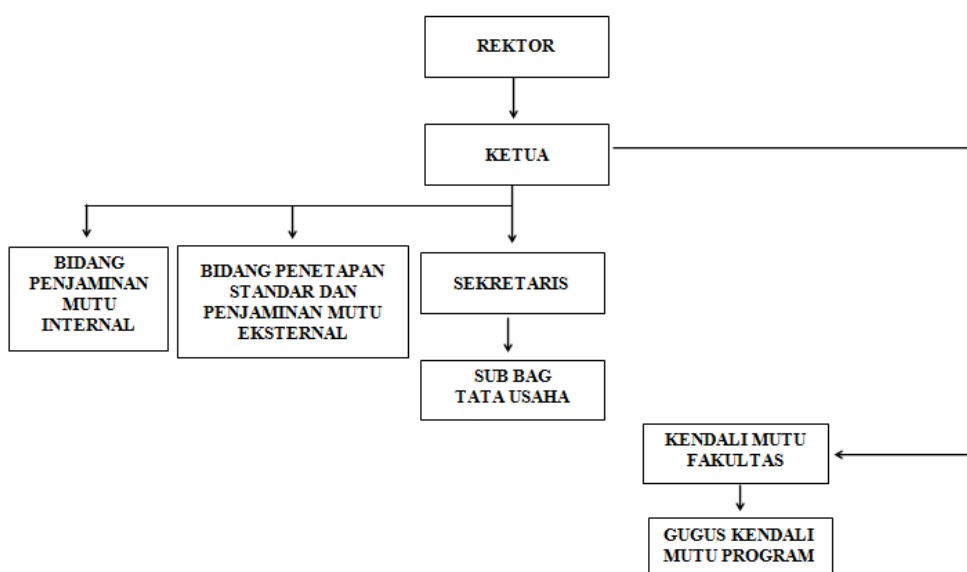 REKTOR
KETUA
BIDANG
PENJAMINAN
MUTU
INTERNAL
BIDANG PENETAPAN
STANDAR DAN
PENJAMINAN MUTU
EKSTERNAL
SEKRETARIS
SUB BAG
TATA USAHA
KENDALI MUTU
FAKULTAS
GUGUS KENDALI
MUTU PROGRAM